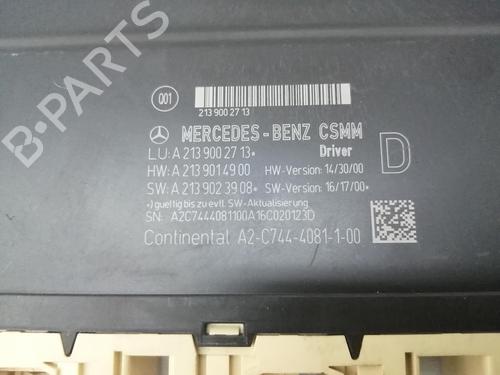 001
213 900 27 13
MERCEDES-BENZ CSMM
LU: A 213 900 27 13*
Driver
D
HW: A 213 901 49 00
HW-Version: 14/30/00
SW: A 213 902 39 08*
SW-Version: 16/17/00*
*) gueltig bis zu evtl. SW-Aktualisierung
SN: A2C7444081100A16C020123D
Continental A2-C744-4081-1-00
B